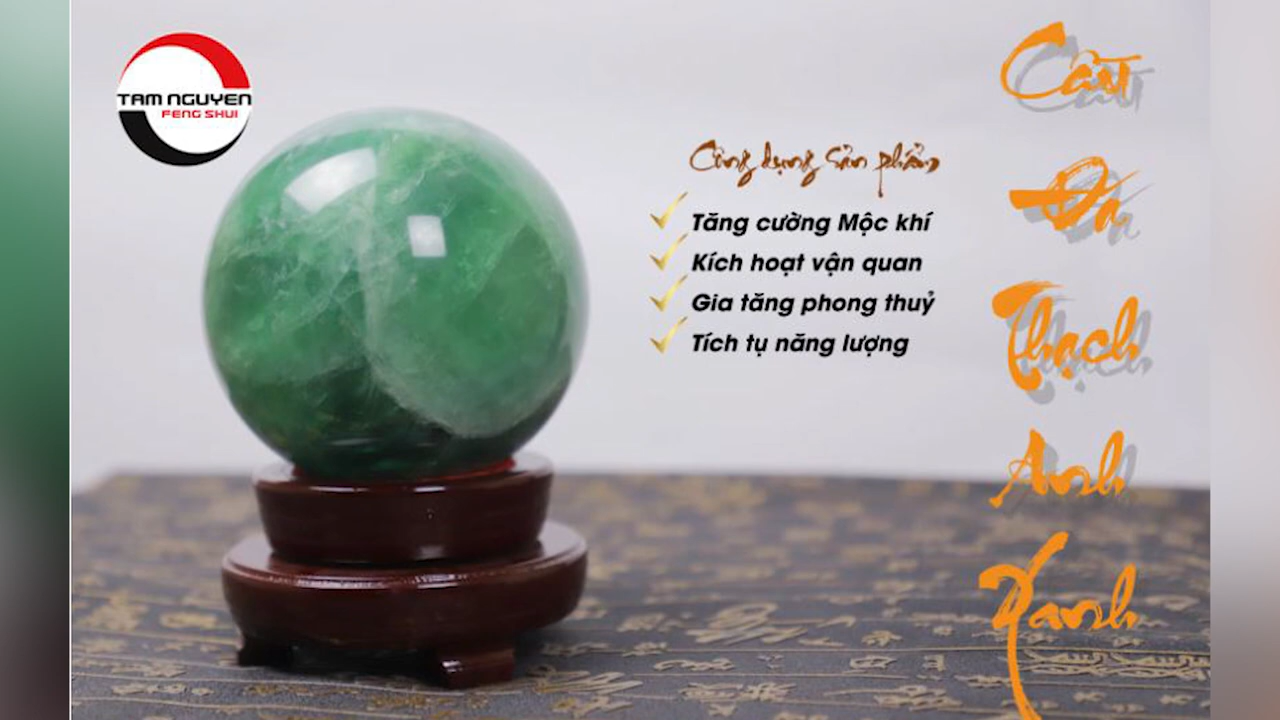 TAM NGUYEN
FENG SHUI
Công dụng sản phẩm
Tăng cường Mộc khí
Kích hoạt vận quan
Gia tăng phong thuỷ
Tích tụ năng lượng
Cầu
Đá
Thạch
Anh
Xanh